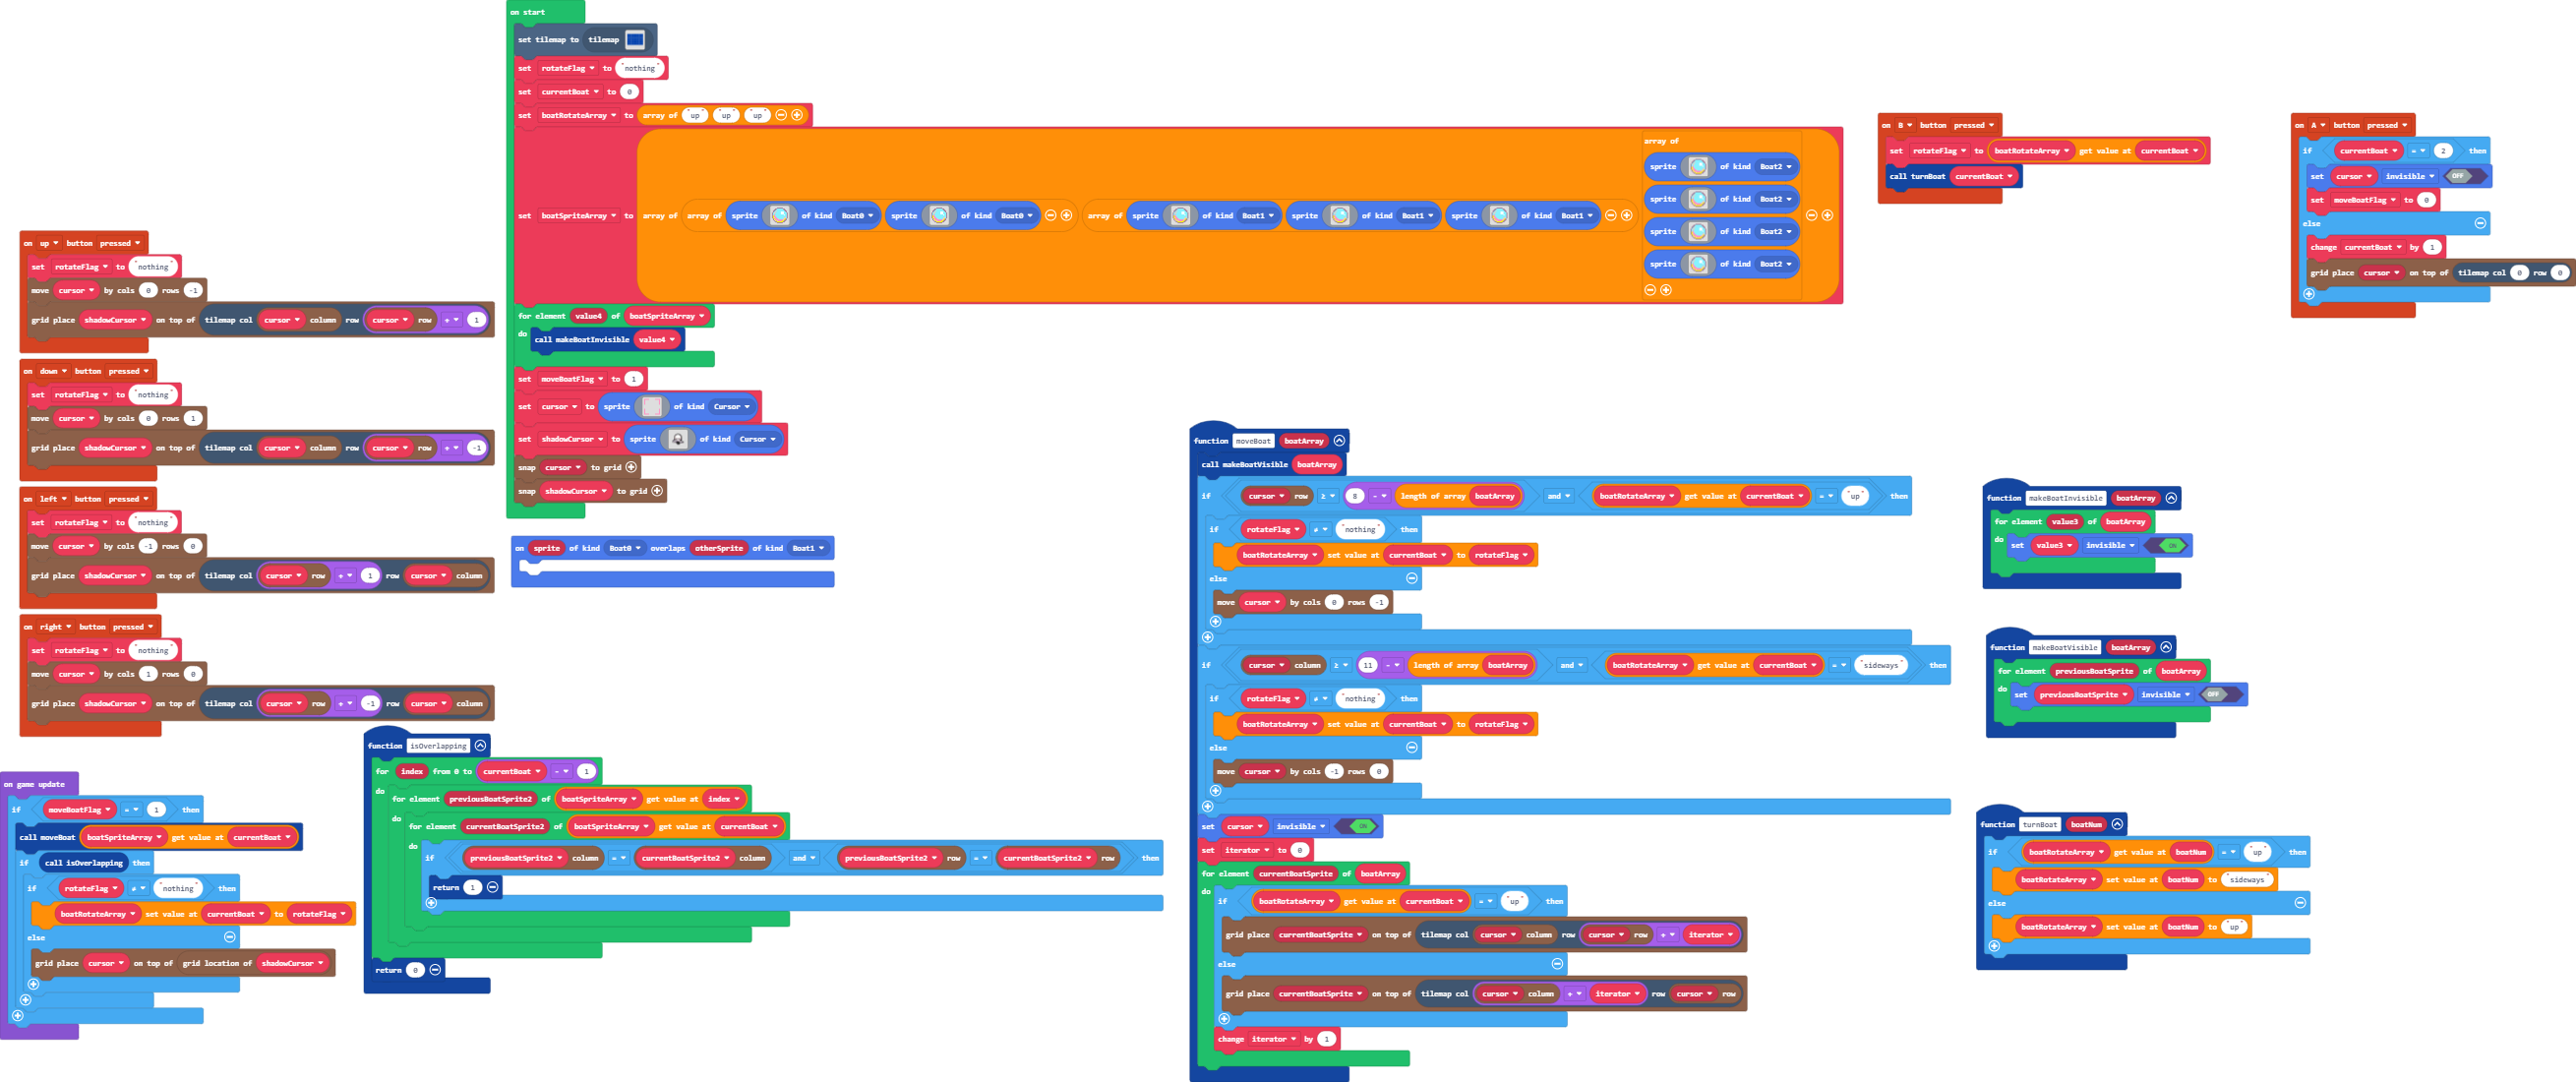 on start
set tilemap to tilemap
set rotateFlag to "nothing"
set currentBoat to 0
set boatRotateArray to array of "up" "up" "up"
set boatSpriteArray to array of array of sprite of kind Boat0 sprite of kind Boat0 array of sprite of kind Boat1 sprite of kind Boat1 sprite of kind Boat1
array of
sprite of kind Boat2
sprite of kind Boat2
sprite of kind Boat2
sprite of kind Boat2
for element value4 of boatSpriteArray
do
call makeBoatInvisible value4
set moveBoatFlag to 1
set cursor to sprite of kind Cursor
set shadowCursor to sprite of kind Cursor
snap cursor to grid
snap shadowCursor to grid
on sprite of kind Boat0 overlaps otherSprite of kind Boat1
on up button pressed
set rotateFlag to "nothing"
move cursor by cols 0 rows -1
grid place shadowCursor on top of tilemap col cursor column row cursor row + 1
on down button pressed
set rotateFlag to "nothing"
move cursor by cols 0 rows 1
grid place shadowCursor on top of tilemap col cursor column row cursor row + -1
on left button pressed
set rotateFlag to "nothing"
move cursor by cols -1 rows 0
grid place shadowCursor on top of tilemap col cursor row + 1 row cursor column
on right button pressed
set rotateFlag to "nothing"
move cursor by cols 1 rows 0
grid place shadowCursor on top of tilemap col cursor row + -1 row cursor column
on game update
if moveBoatFlag = 1 then
call moveBoat boatSpriteArray get value at currentBoat
if call isOverlapping then
if rotateFlag ≠ "nothing" then
boatRotateArray set value at currentBoat to rotateFlag
else
grid place cursor on top of grid location of shadowCursor
function isOverlapping
for index from 0 to currentBoat - 1
do
for element previousBoatSprite2 of boatSpriteArray get value at index
do
for element currentBoatSprite2 of boatSpriteArray get value at currentBoat
do
if previousBoatSprite2 column = currentBoatSprite2 column and previousBoatSprite2 row = currentBoatSprite2 row then
return 1
return 0
function moveBoat boatArray
call makeBoatVisible boatArray
if cursor row ≥ 8 - length of array boatArray and boatRotateArray get value at currentBoat = "up" then
if rotateFlag ≠ "nothing" then
boatRotateArray set value at currentBoat to rotateFlag
else
move cursor by cols 0 rows -1
if cursor column ≥ 11 - length of array boatArray and boatRotateArray get value at currentBoat = "sideways" then
if rotateFlag ≠ "nothing" then
boatRotateArray set value at currentBoat to rotateFlag
else
move cursor by cols -1 rows 0
set cursor invisible ON
set iterator to 0
for element currentBoatSprite of boatArray
do
if boatRotateArray get value at currentBoat = "up" then
grid place currentBoatSprite on top of tilemap col cursor column row cursor row + iterator
else
grid place currentBoatSprite on top of tilemap col cursor column + iterator row cursor row
change iterator by 1
on B button pressed
set rotateFlag to boatRotateArray get value at currentBoat
call turnBoat currentBoat
on A button pressed
if currentBoat = 2 then
set cursor invisible OFF
set moveBoatFlag to 0
else
change currentBoat by 1
grid place cursor on top of tilemap col 0 row 0
function makeBoatInvisible boatArray
for element value3 of boatArray
do
set value3 invisible ON
function makeBoatVisible boatArray
for element previousBoatSprite of boatArray
do
set previousBoatSprite invisible OFF
function turnBoat boatNum
if boatRotateArray get value at boatNum = "up" then
boatRotateArray set value at boatNum to "sideways"
else
boatRotateArray set value at boatNum to "up"